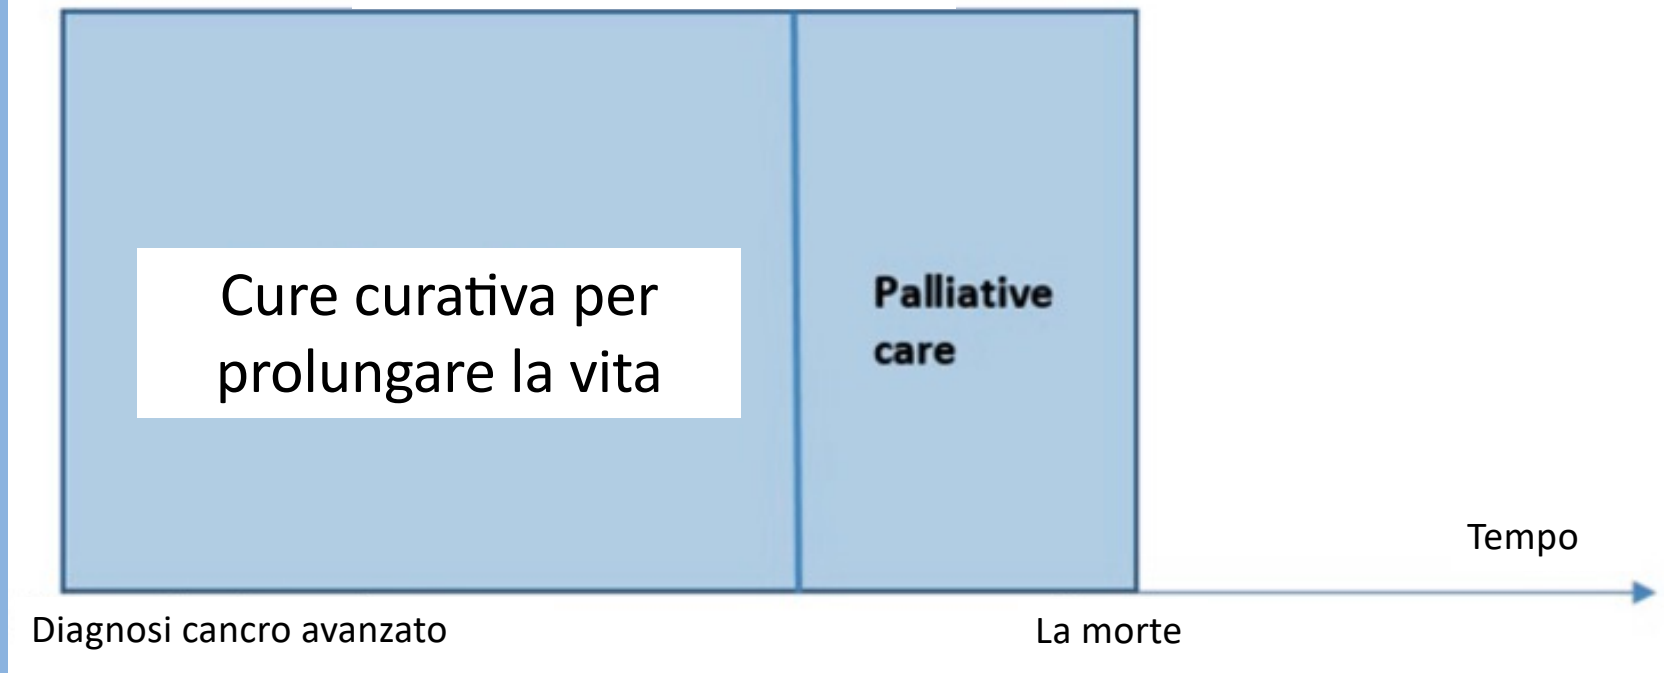 Cure curativa per
prolungare la vita
Palliative
care
Tempo
Diagnosi cancro avanzato
La morte